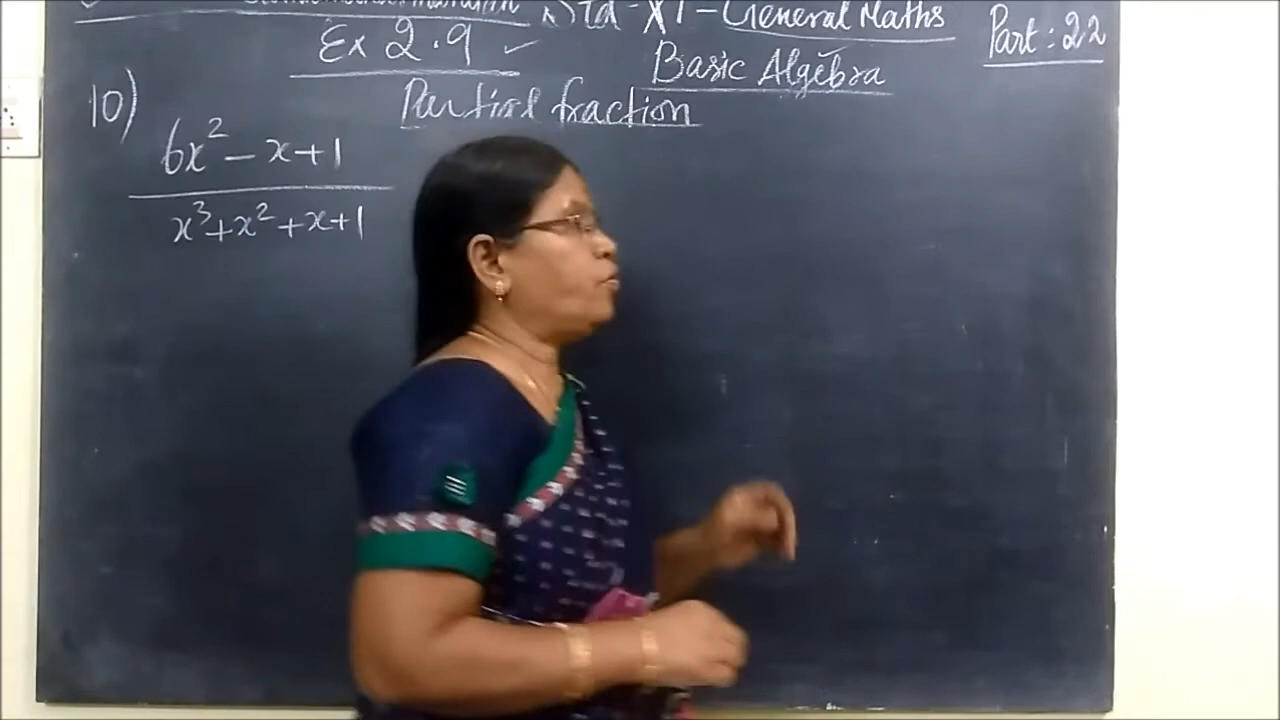 Std - XI - General Maths
Part : 22
Ex 2.9 ✓
Basic Algebra
Partial fraction
10)
6x² - x + 1
x³ + x² + x + 1